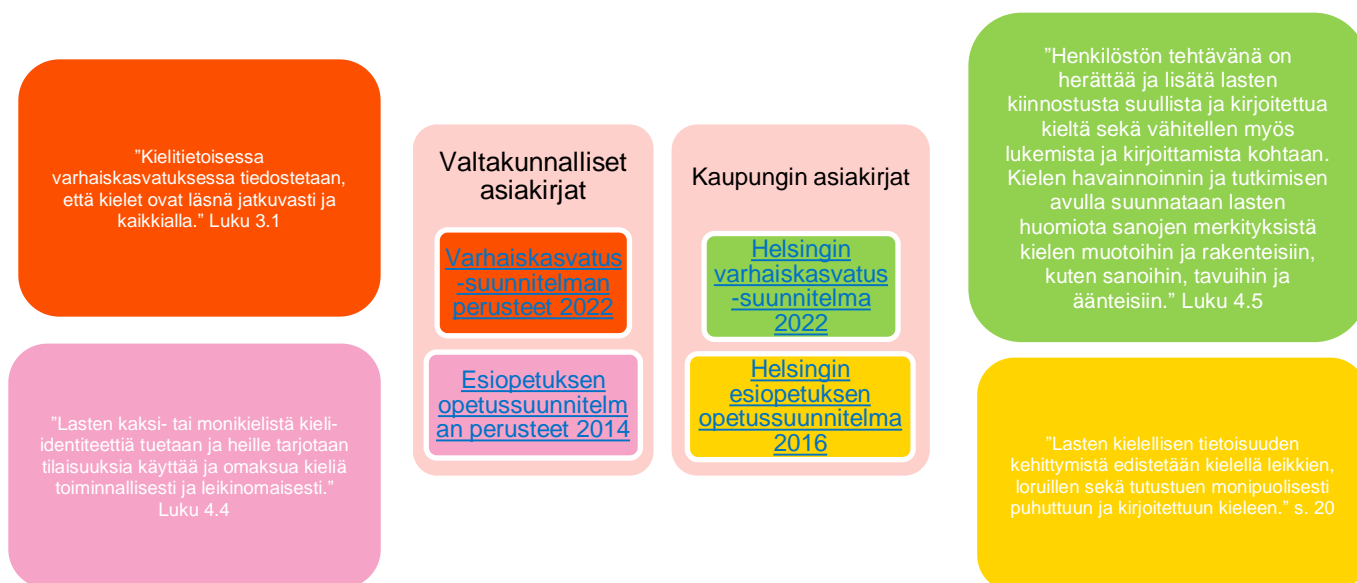 "Kielitietoisessa
varhaiskasvatuksessa tiedostetaan,
että kielet ovat läsnä jatkuvasti ja
kaikkialla." Luku 3.1
"Lasten kaksi- tai monikielistä kieli-
identiteettiä tuetaan ja heille tarjotaan
tilaisuuksia käyttää ja omaksua kieliä
toiminnallisesti ja leikinomaisesti."
Luku 4.4
Valtakunnalliset
asiakirjat
Varhaiskasvatus
-suunnitelman
perusteet 2022
Esiopetuksen
opetussuunnitelm
an perusteet 2014
Kaupungin asiakirjat
Helsingin
varhaiskasvatus
-suunnitelma
2022
Helsingin
esiopetuksen
opetussuunnitelma
2016
"Henkilöstön tehtävänä on
herättää ja lisätä lasten
kiinnostusta suullista ja kirjoitettua
kieltä sekä vähitellen myös
lukemista ja kirjoittamista kohtaan.
Kielen havainnoinnin ja tutkimisen
avulla suunnataan lasten
huomiota sanojen merkityksistä
kielen muotoihin ja rakenteisiin,
kuten sanoihin, tavuihin ja
äänteisiin." Luku 4.5
"Lasten kielellisen tietoisuuden
kehittymistä edistetään kielellä leikkien,
loruillen sekä tutustuen monipuolisesti
puhuttuun ja kirjoitettuun kieleen." s. 20